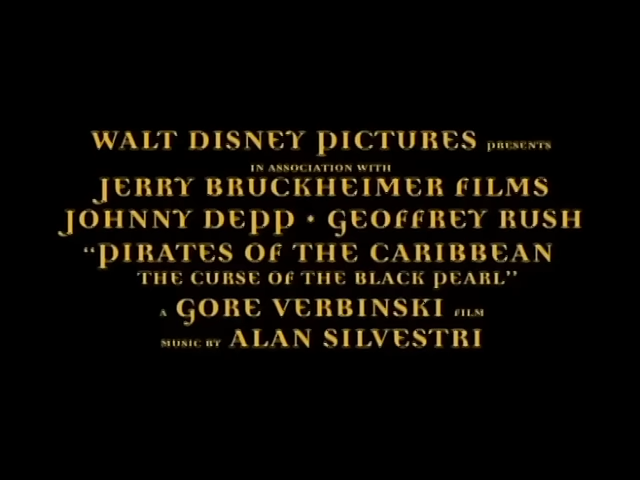 WALT DISNEY PICTURES PRESENTS
IN ASSOCIATION WITH
JERRY BRUCKHEIMER FILMS
JOHNNY DEPP • GEOFFREY RUSH
“PIRATES OF THE CARIBBEAN
THE CURSE OF THE BLACK PEARL”
A GORE VERBINSKI FILM
MUSIC BY ALAN SILVESTRI